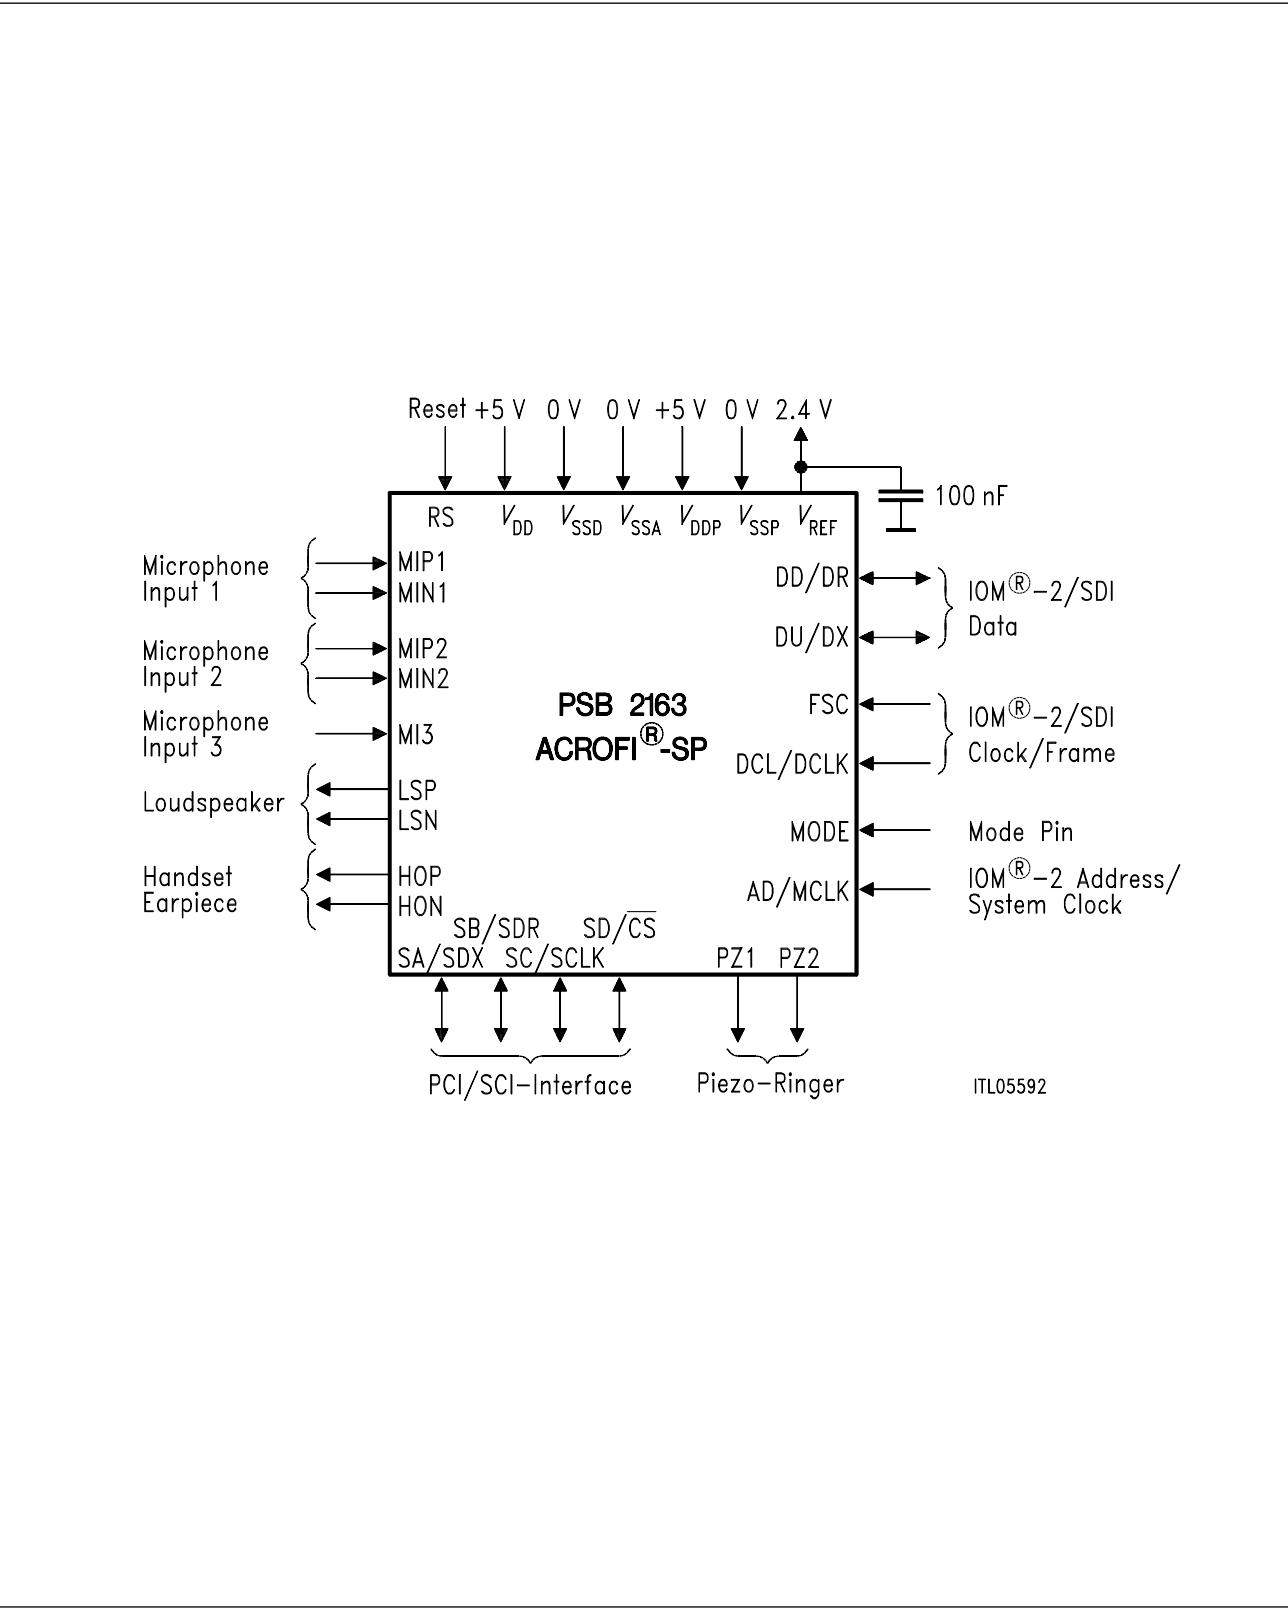 Reset +5 V 0 V 0 V +5 V 0 V 2.4 V
100 nF
RS VDD VSSD VSSA VDDP VSSP VREF
Microphone
Input 1
MIP1
MIN1
Microphone
Input 2
MIP2
MIN2
Microphone
Input 3
MI3
Loudspeaker
LSP
LSN
Handset
Earpiece
HOP
HON
PSB 2163
ACROFI®-SP
DD/DR
DU/DX
IOM®-2/SDI
Data
FSC
DCL/DCLK
IOM®-2/SDI
Clock/Frame
MODE
Mode Pin
AD/MCLK
IOM®-2 Address/
System Clock
SB/SDR SD/C̅S̅
SA/SDX SC/SCLK PZ1 PZ2
PCI/SCI-Interface
Piezo-Ringer
ITL05592